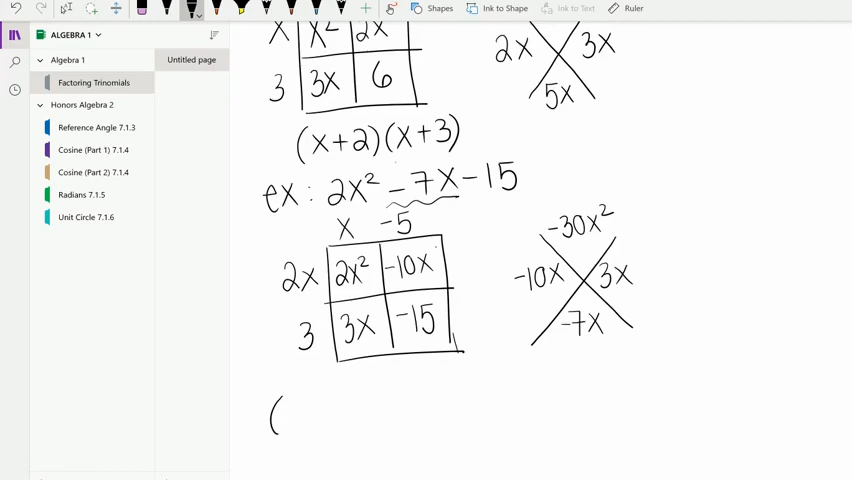 Shapes Ink to Shape Ink to Text Ink to Math Ruler
ALGEBRA 1
Algebra 1
Factoring Trinomials
Honors Algebra 2
Reference Angle 7.1.3
Cosine (Part 1) 7.1.4
Cosine (Part 2) 7.1.4
Radians 7.1.5
Unit Circle 7.1.6
Untitled page
x x² 2x
3 3x 6
2x 3x
5x
(x+2)(x+3)
ex: 2x² -7x -15
x -5
2x 2x² -10x
3 3x -15
-30x²
-10x 3x
-7x
(